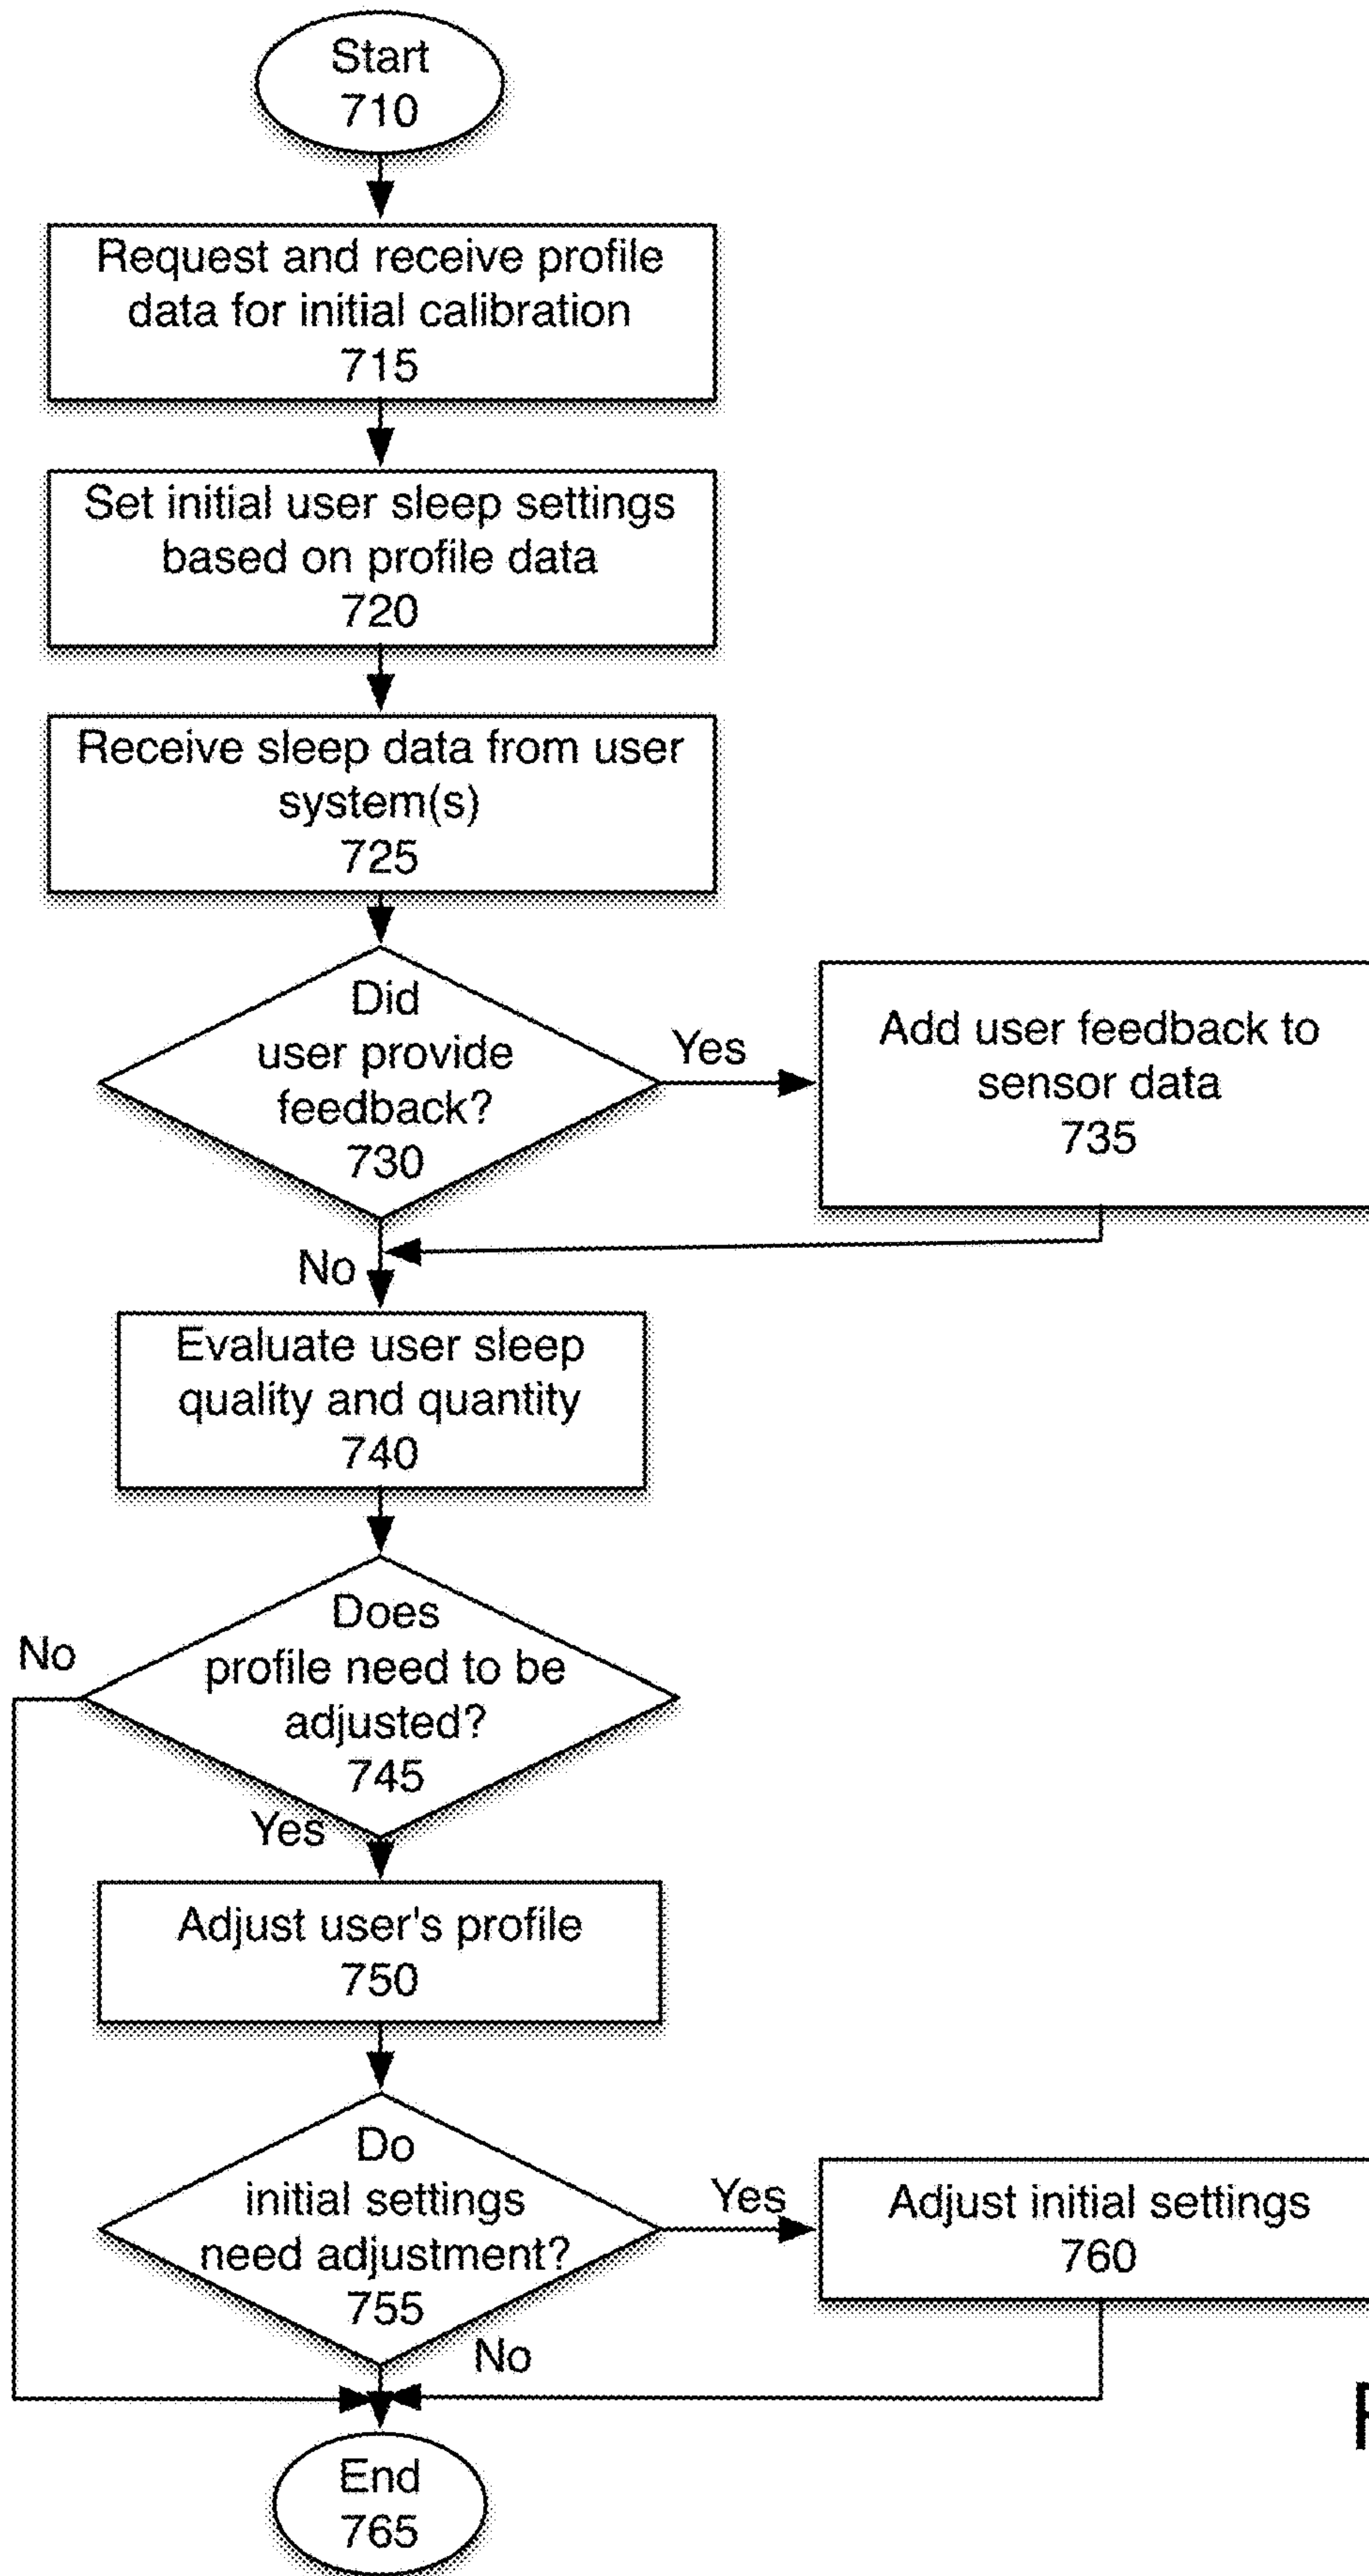 Start
710
Request and receive profile
data for initial calibration
715
Set initial user sleep settings
based on profile data
720
Receive sleep data from user
system(s)
725
Did
user provide
feedback?
730
Yes
Add user feedback to
sensor data
735
No
Evaluate user sleep
quality and quantity
740
Does
profile need to be
adjusted?
745
No
Yes
Adjust user's profile
750
Do
initial settings
need adjustment?
755
Yes
Adjust initial settings
760
No
End
765